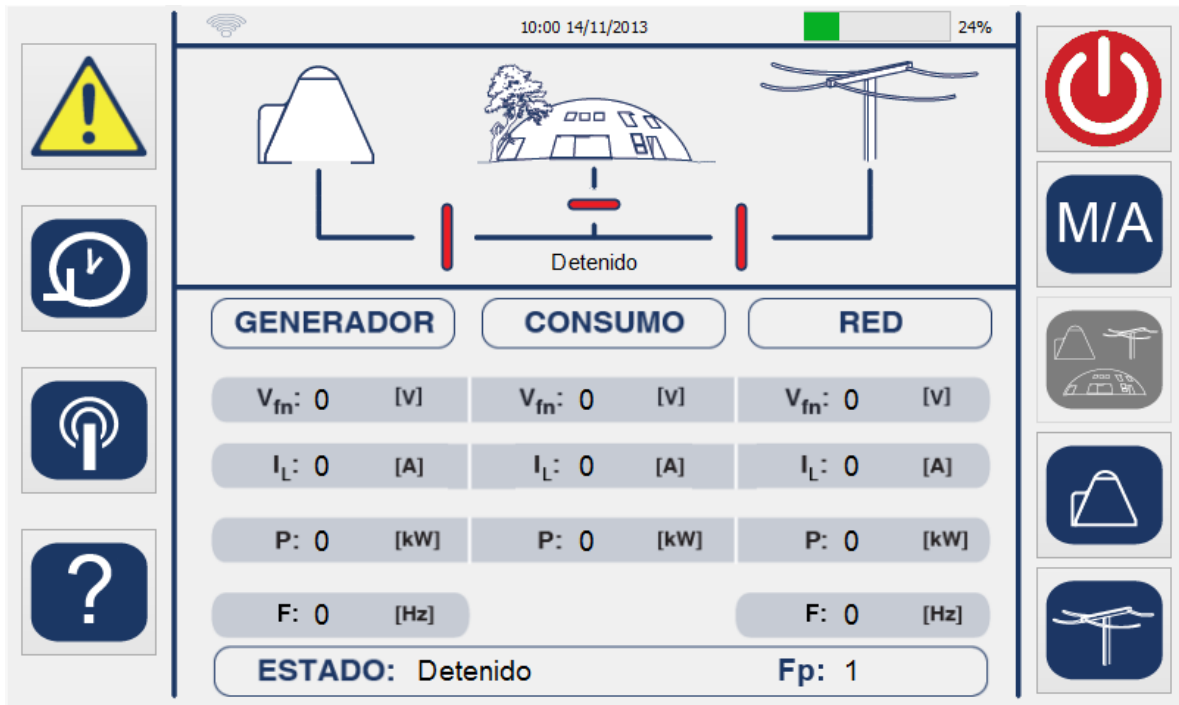 10:00 14/11/2013 24%
M/A
Detenido
GENERADOR CONSUMO RED
Vfn: 0 [V] Vfn: 0 [V] Vfn: 0 [V]
IL: 0 [A] IL: 0 [A] IL: 0 [A]
P: 0 [kW] P: 0 [kW] P: 0 [kW]
F: 0 [Hz] F: 0 [Hz]
?
ESTADO: Detenido Fp: 1